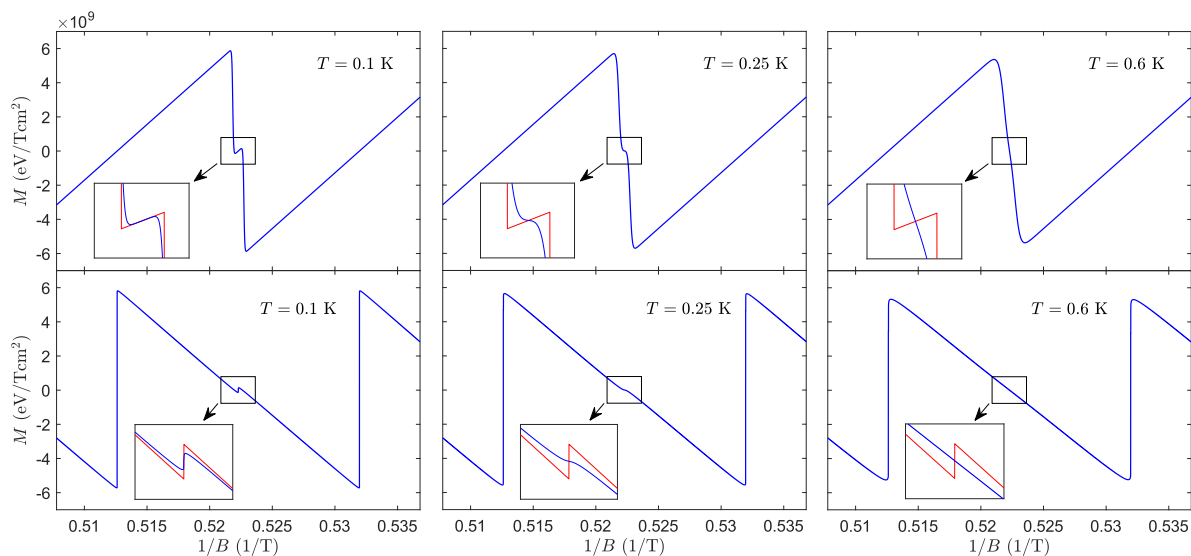 ×10⁹
M (eV/Tcm²)
6
4
2
0
-2
-4
-6
T = 0.1 K
T = 0.25 K
T = 0.6 K
M (eV/Tcm²)
6
4
2
0
-2
-4
-6
T = 0.1 K
T = 0.25 K
T = 0.6 K
0.51 0.515 0.52 0.525 0.53 0.535
0.51 0.515 0.52 0.525 0.53 0.535
0.51 0.515 0.52 0.525 0.53 0.535
1/B (1/T)
1/B (1/T)
1/B (1/T)